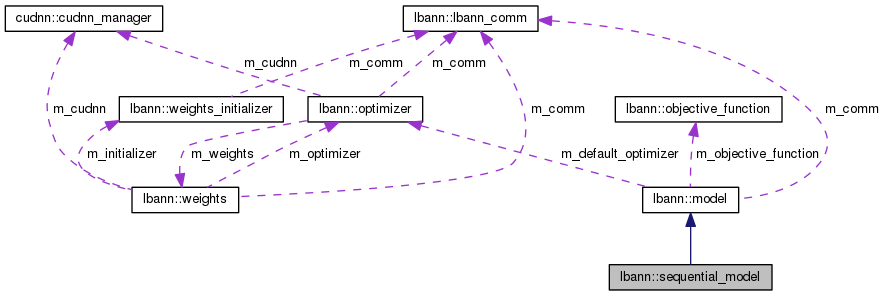 cudnn::cudnn_manager
lbann::lbann_comm
m_cudnn
m_comm
m_comm
m_cudnn
lbann::weights_initializer
lbann::optimizer
m_comm
lbann::objective_function
m_comm
m_initializer
m_weights
m_optimizer
m_default_optimizer
m_objective_function
lbann::weights
lbann::model
lbann::sequential_model